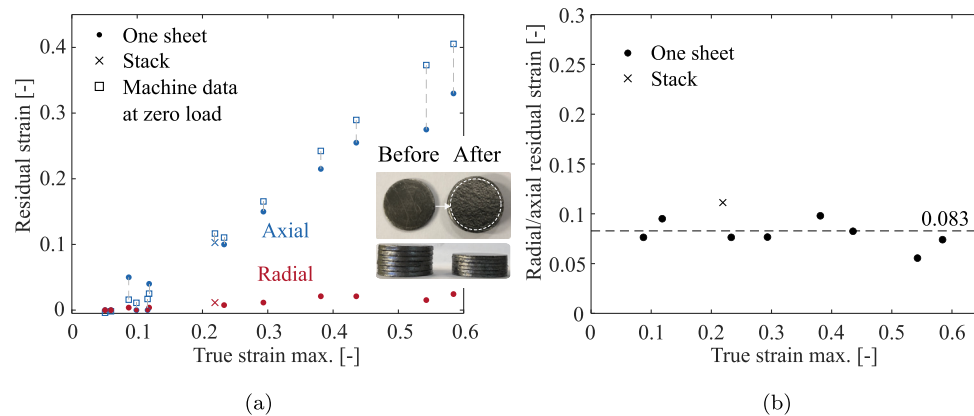 (a)
Residual strain [-]
0.4
0.3
0.2
0.1
0
One sheet
Stack
Machine data
at zero load
Before After
Axial
Radial
0 0.1 0.2 0.3 0.4 0.5 0.6
True strain max. [-]
(a)
(b)
Radial/axial residual strain [-]
0.3
0.25
0.2
0.15
0.1
0.05
0
One sheet
Stack
0.083
0 0.1 0.2 0.3 0.4 0.5 0.6
True strain max. [-]
(b)